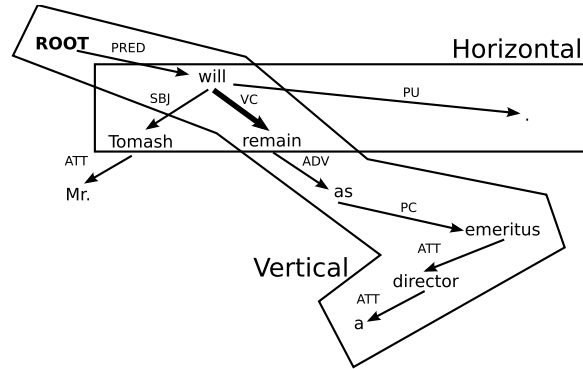 ROOT
PRED
Horizontal
will
SBJ
VC
PU
.
Tomash
remain
ATT
ADV
Mr.
as
PC
emeritus
ATT
Vertical
director
ATT
a